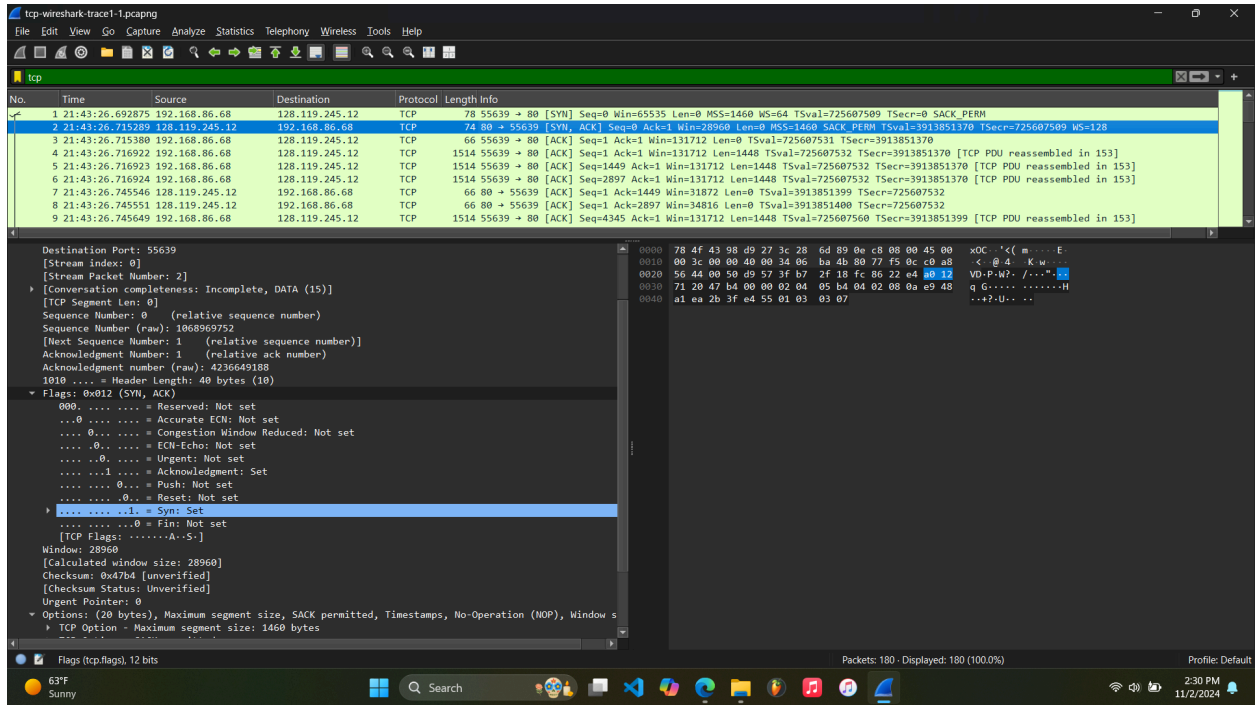 tcp-wireshark-trace1-1.pcapng
File Edit View Go Capture Analyze Statistics Telephony Wireless Tools Help
tcp
No. Time Source Destination Protocol Length Info
1 21:43:26.692875 192.168.86.68 128.119.245.12 TCP 78 55639 → 80 [SYN] Seq=0 Win=65535 Len=0 MSS=1460 WS=64 TSval=725607509 TSecr=0 SACK_PERM
2 21:43:26.715289 128.119.245.12 192.168.86.68 TCP 74 80 → 55639 [SYN, ACK] Seq=0 Ack=1 Win=28960 Len=0 MSS=1460 SACK_PERM TSval=3913851370 TSecr=725607509 WS=128
3 21:43:26.715380 192.168.86.68 128.119.245.12 TCP 66 55639 → 80 [ACK] Seq=1 Ack=1 Win=131712 Len=0 TSval=725607531 TSecr=3913851370
4 21:43:26.716922 192.168.86.68 128.119.245.12 TCP 1514 55639 → 80 [ACK] Seq=1 Ack=1 Win=131712 Len=1448 TSval=725607532 TSecr=3913851370 [TCP PDU reassembled in 153]
5 21:43:26.716923 192.168.86.68 128.119.245.12 TCP 1514 55639 → 80 [ACK] Seq=1449 Ack=1 Win=131712 Len=1448 TSval=725607532 TSecr=3913851370 [TCP PDU reassembled in 153]
6 21:43:26.716924 192.168.86.68 128.119.245.12 TCP 1514 55639 → 80 [ACK] Seq=2897 Ack=1 Win=131712 Len=1448 TSval=725607532 TSecr=3913851370 [TCP PDU reassembled in 153]
7 21:43:26.745546 128.119.245.12 192.168.86.68 TCP 66 80 → 55639 [ACK] Seq=1 Ack=1449 Win=31872 Len=0 TSval=3913851399 TSecr=725607532
8 21:43:26.745551 128.119.245.12 192.168.86.68 TCP 66 80 → 55639 [ACK] Seq=1 Ack=2897 Win=34816 Len=0 TSval=3913851400 TSecr=725607532
9 21:43:26.745649 192.168.86.68 128.119.245.12 TCP 1514 55639 → 80 [ACK] Seq=4345 Ack=1 Win=131712 Len=1448 TSval=725607560 TSecr=3913851399 [TCP PDU reassembled in 153]
Destination Port: 55639
[Stream index: 0]
[Stream Packet Number: 2]
[Conversation completeness: Incomplete, DATA (15)]
[TCP Segment Len: 0]
Sequence Number: 0 (relative sequence number)
Sequence Number (raw): 1068969752
[Next Sequence Number: 1 (relative sequence number)]
Acknowledgment Number: 1 (relative ack number)
Acknowledgment number (raw): 4236649188
1010 .... = Header Length: 40 bytes (10)
Flags: 0x012 (SYN, ACK)
000. .... .... = Reserved: Not set
...0 .... .... = Accurate ECN: Not set
.... 0... .... = Congestion Window Reduced: Not set
.... .0.. .... = ECN-Echo: Not set
.... ..0. .... = Urgent: Not set
.... ...1 .... = Acknowledgment: Set
.... .... 0... = Push: Not set
.... .... .0.. = Reset: Not set
.... .... ..1. = Syn: Set
.... .... ...0 = Fin: Not set
[TCP Flags: ·······A··S·]
Window: 28960
[Calculated window size: 28960]
Checksum: 0x47b4 [unverified]
[Checksum Status: Unverified]
Urgent Pointer: 0
Options: (20 bytes), Maximum segment size, SACK permitted, Timestamps, No-Operation (NOP), Window s
TCP Option - Maximum segment size: 1460 bytes
0000 78 4f 43 98 d9 27 3c 28 6d 89 0e c8 08 00 45 00 xOC··'<( m·····E·
0010 00 3c 00 00 40 00 34 06 ba 4b 80 77 f5 0c c0 a8 ·<··@·4· ·K·w····
0020 56 44 00 50 d9 57 3f b7 2f 18 fc 86 22 e4 a0 12 VD·P·W?· /···"···
0030 71 20 47 b4 00 00 02 04 05 b4 04 02 08 0a e9 48 q G····· ·······H
0040 a1 ea 2b 3f e4 55 01 03 03 07 ··+?·U·· ··
Flags (tcp.flags), 12 bits
Packets: 180 · Displayed: 180 (100.0%)
Profile: Default
63°F
Sunny
Search
2:30 PM
11/2/2024